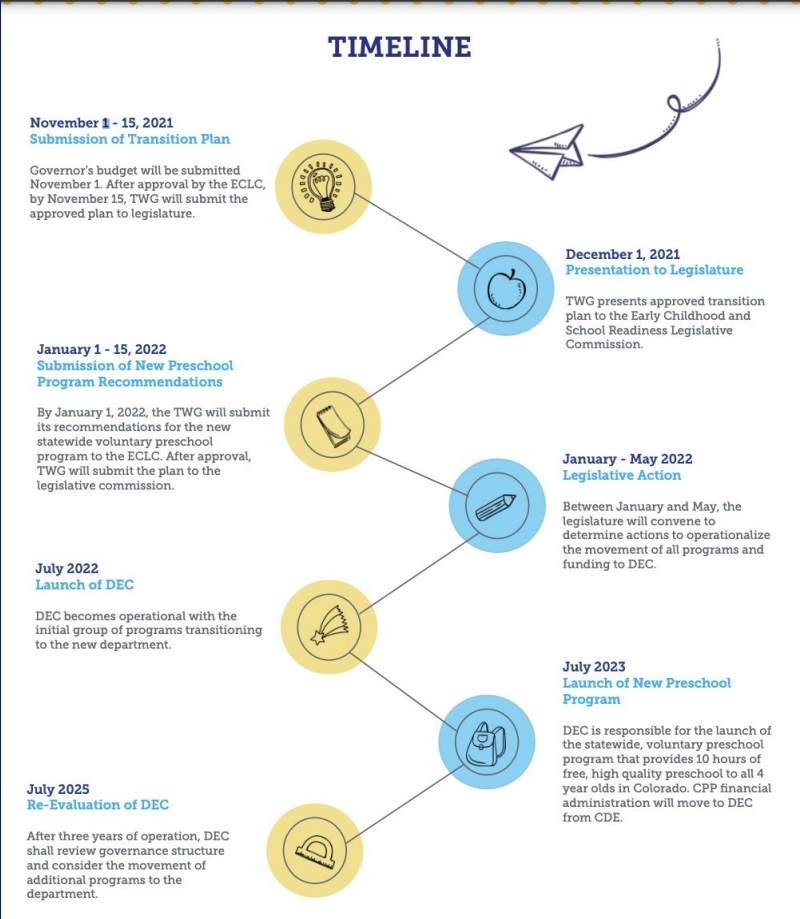 TIMELINE
November 1 - 15, 2021
Submission of Transition Plan
Governor's budget will be submitted
November 1. After approval by the ECLC,
by November 15, TWG will submit the
approved plan to legislature.
December 1, 2021
Presentation to Legislature
TWG presents approved transition
plan to the Early Childhood and
School Readiness Legislative
Commission.
January 1 - 15, 2022
Submission of New Preschool
Program Recommendations
By January 1, 2022, the TWG will submit
its recommendations for the new
statewide voluntary preschool
program to the ECLC. After approval,
TWG will submit the plan to the
legislative commission.
January - May 2022
Legislative Action
Between January and May, the
legislature will convene to
determine actions to operationalize
the movement of all programs and
funding to DEC.
July 2022
Launch of DEC
DEC becomes operational with the
initial group of programs transitioning
to the new department.
July 2023
Launch of New Preschool
Program
DEC is responsible for the launch of
the statewide, voluntary preschool
program that provides 10 hours of
free, high quality preschool to all 4
year olds in Colorado. CPP financial
administration will move to DEC
from CDE.
July 2025
Re-Evaluation of DEC
After three years of operation, DEC
shall review governance structure
and consider the movement of
additional programs to the
department.